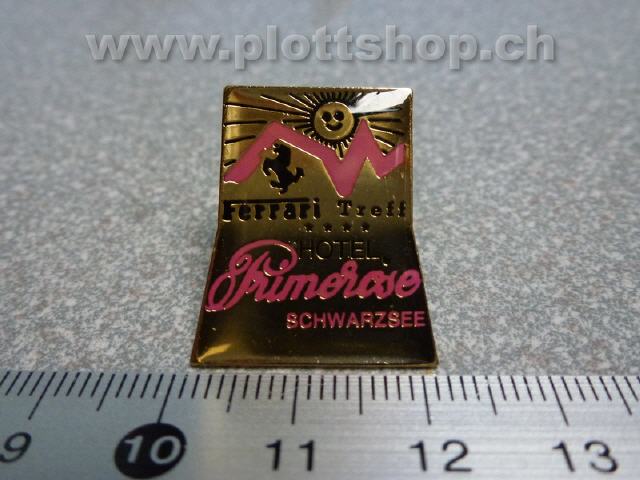 www.plottshop.ch
Ferrari Treff
HOTEL
Primerose
SCHWARZSEE
9 10 11 12 13